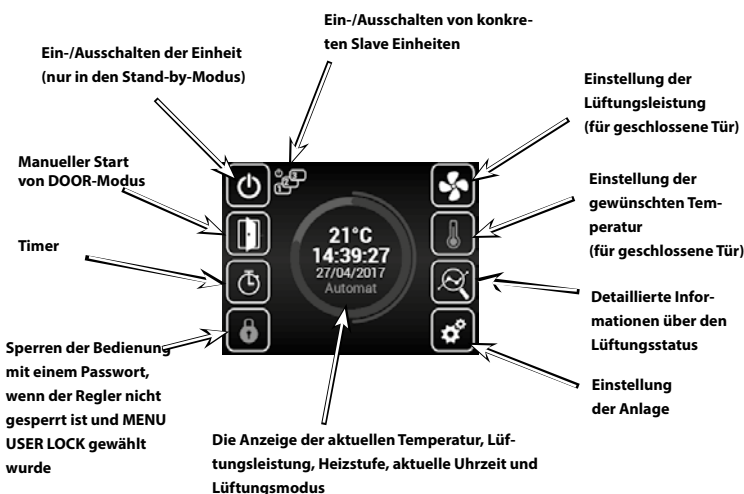 Ein-/Ausschalten von konkre-
ten Slave Einheiten
Ein-/Ausschalten der Einheit
(nur in den Stand-by-Modus)
Einstellung der
Lüftungsleistung
(für geschlossene Tür)
Manueller Start
von DOOR-Modus
Einstellung der
gewünschten Tem-
peratur
(für geschlossene Tür)
Timer
21°C
14:39:27
27/04/2017
Automat
Detaillierte Infor-
mationen über den
Lüftungsstatus
Sperren der Bedienung
mit einem Passwort,
wenn der Regler nicht
gesperrt ist und MENU
USER LOCK gewählt
wurde
Einstellung
der Anlage
Die Anzeige der aktuellen Temperatur, Lüf-
tungsleistung, Heizstufe, aktuelle Uhrzeit und
Lüftungsmodus